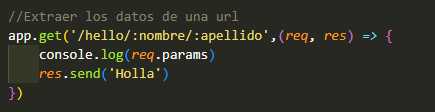 //Extraer los datos de una url
app.get('/hello/:nombre/:apellido',(req, res) => {
    console.log(req.params)
    res.send('Holla')
})